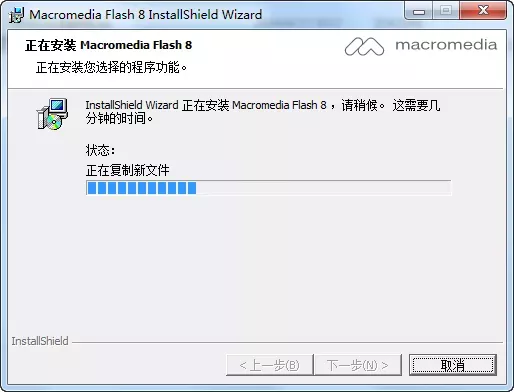 Macromedia Flash 8 InstallShield Wizard
正在安装 Macromedia Flash 8
正在安装您选择的程序功能。
macromedia
InstallShield Wizard 正在安装 Macromedia Flash 8 ，请稍候。 这需要几
分钟的时间。
状态：
正在复制新文件
InstallShield
< 上一步(B)
下一步(N) >
取消